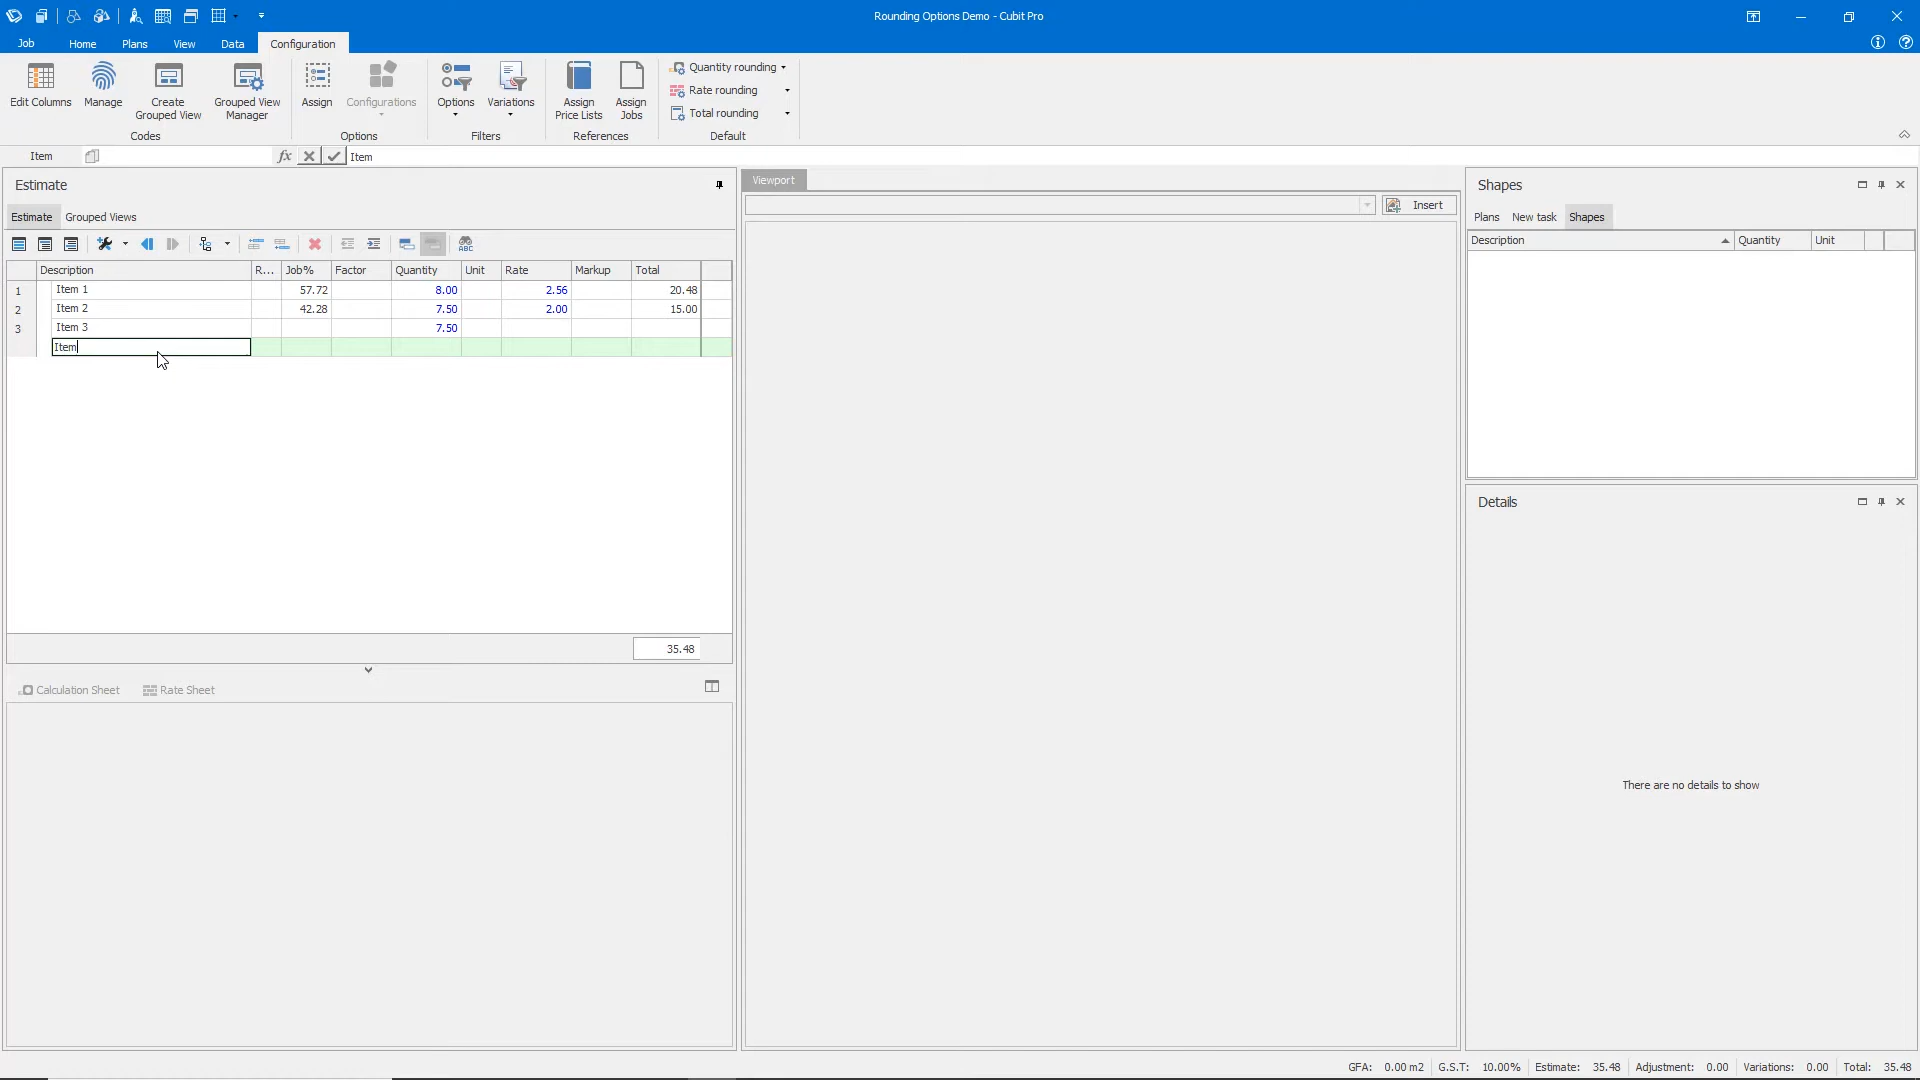 Rounding Options Demo - Cubit Pro
Job Home Plans View Data Configuration
Edit Columns
Manage
Create Grouped View
Grouped View Manager
Codes
Assign
Configurations
Options
Options
Variations
Filters
Assign Price Lists
Assign Jobs
References
Quantity rounding
Rate rounding
Total rounding
Default
Item fx Item
Estimate
Estimate Grouped Views
ABC
Description R... Job% Factor Quantity Unit Rate Markup Total
1 Item 1 57.72 8.00 2.56 20.48
2 Item 2 42.28 7.50 2.00 15.00
3 Item 3 7.50
Item
35.48
Calculation Sheet Rate Sheet
Viewport
Insert
Shapes
Plans New task Shapes
Description Quantity Unit
Details
There are no details to show
GFA: 0.00 m2 G.S.T: 10.00% Estimate: 35.48 Adjustment: 0.00 Variations: 0.00 Total: 35.48